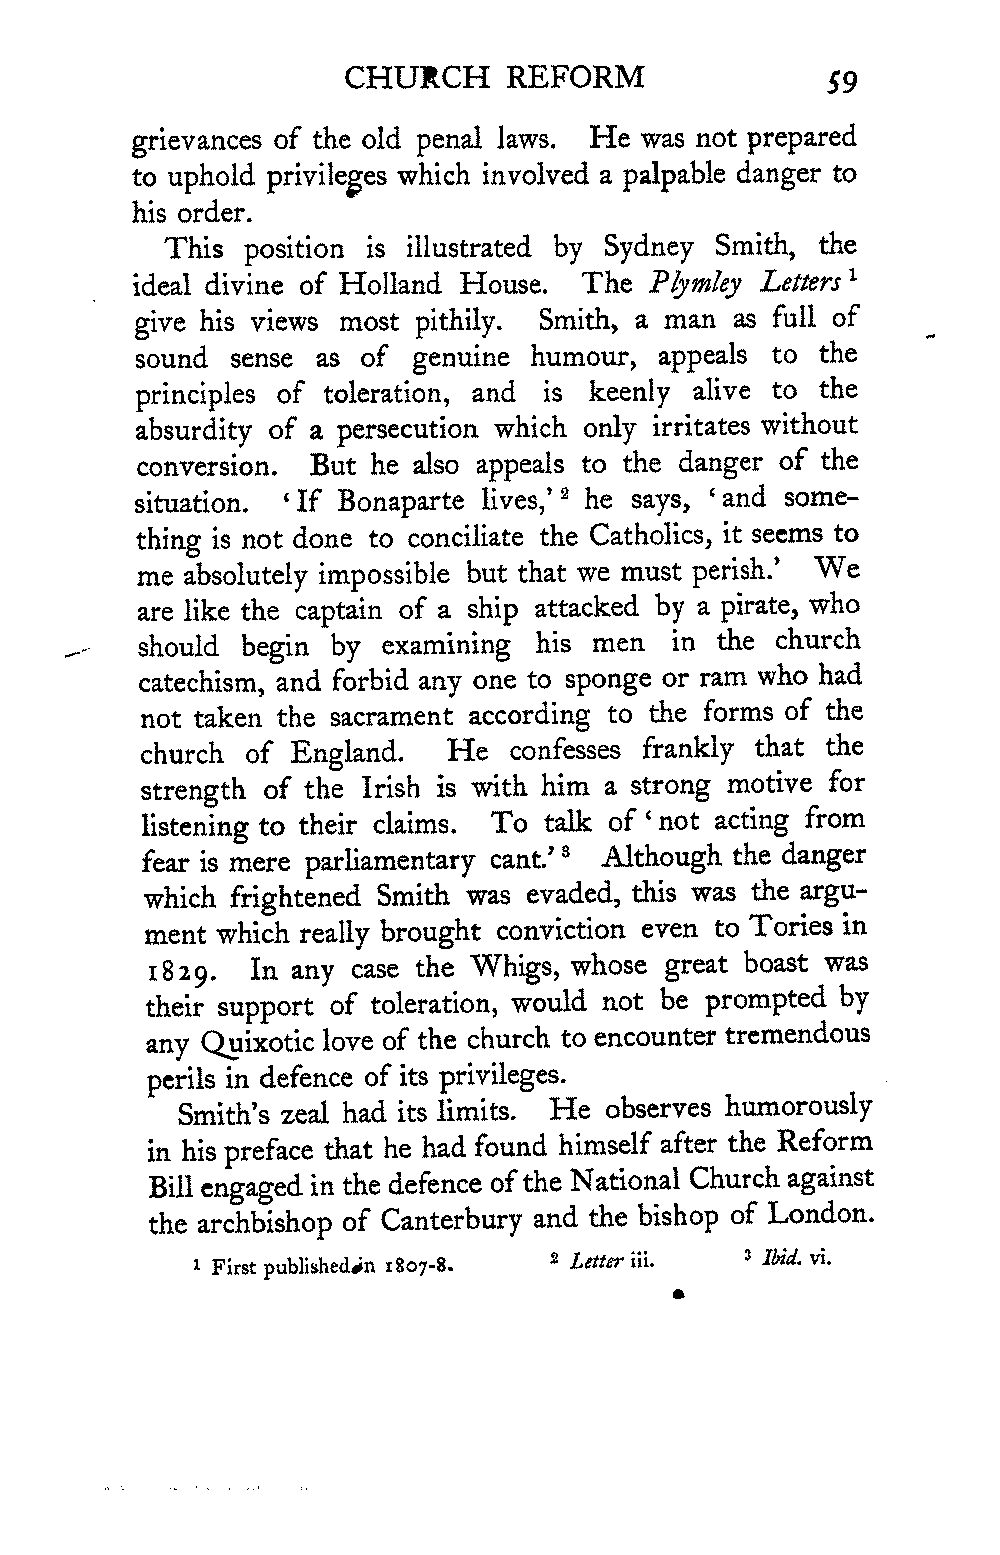 CHURCH REFORM 59
grievances of the old penal laws. He was not prepared
to uphold privileges which involved a palpable danger to
his order.
This position is illustrated by Sydney Smith, the
ideal divine of Holland House. The Plymley Letters ¹
give his views most pithily. Smith, a man as full of
sound sense as of genuine humour, appeals to the
principles of toleration, and is keenly alive to the
absurdity of a persecution which only irritates without
conversion. But he also appeals to the danger of the
situation. ‘If Bonaparte lives,’ ² he says, ‘and some-
thing is not done to conciliate the Catholics, it seems to
me absolutely impossible but that we must perish.’ We
are like the captain of a ship attacked by a pirate, who
should begin by examining his men in the church
catechism, and forbid any one to sponge or ram who had
not taken the sacrament according to the forms of the
church of England. He confesses frankly that the
strength of the Irish is with him a strong motive for
listening to their claims. To talk of ‘not acting from
fear is mere parliamentary cant.’ ³ Although the danger
which frightened Smith was evaded, this was the argu-
ment which really brought conviction even to Tories in
1829. In any case the Whigs, whose great boast was
their support of toleration, would not be prompted by
any Quixotic love of the church to encounter tremendous
perils in defence of its privileges.
Smith’s zeal had its limits. He observes humorously
in his preface that he had found himself after the Reform
Bill engaged in the defence of the National Church against
the archbishop of Canterbury and the bishop of London.
¹ First published in 1807-8. ² Letter iii. ³ Ibid. vi.